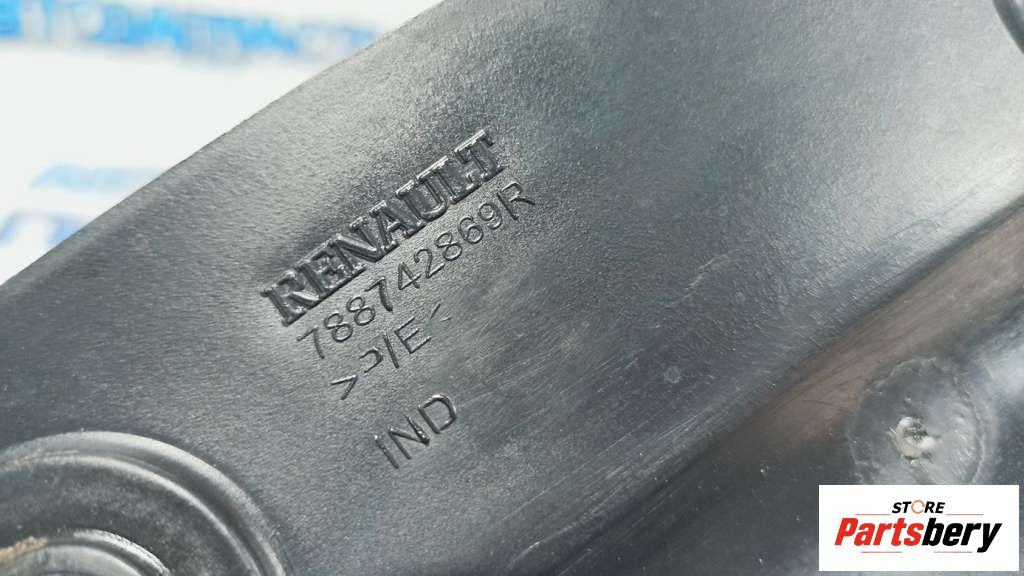 RENAULT
788742869R
IND
STORE
Partsbery